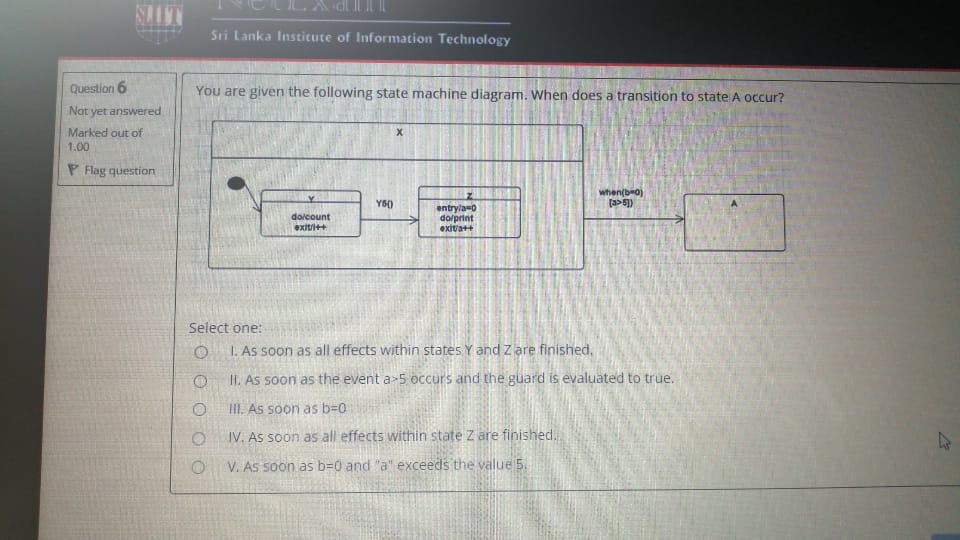 SLIIT
Sri Lanka Institute of Information Technology
Question 6
Not yet answered
Marked out of
1.00
Flag question
You are given the following state machine diagram. When does a transition to state A occur?
X
Y
do/count
exit/i++
Y6()
Z
entry/a=0
do/print
exit/a++
when(b=0)
[a>5])
A
Select one:
I. As soon as all effects within states Y and Z are finished.
II. As soon as the event a>5 occurs and the guard is evaluated to true.
III. As soon as b=0
IV. As soon as all effects within state Z are finished.
V. As soon as b=0 and "a" exceeds the value 5.